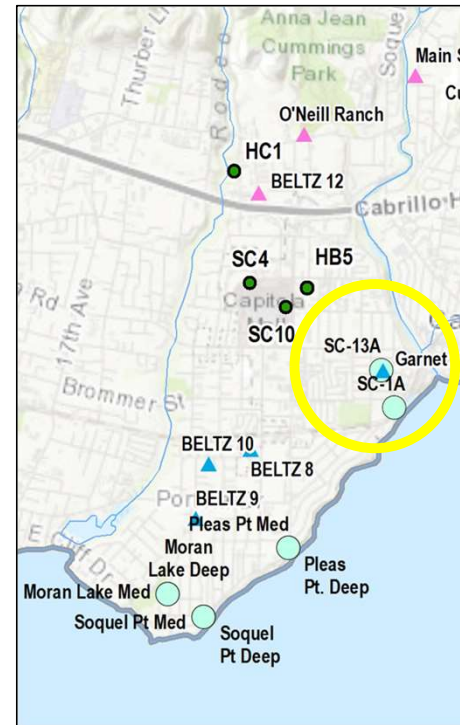 Anna Jean
Cummings
Park
Thurber L
Soquel
Main S
Cu
Rodeo
O'Neill Ranch
HC1
BELTZ 12
Cabrillo H
SC4
HB5
Capitola
SC10
17th Ave
Rd
SC-13A
Garnet
SC-1A
Brommer St
BELTZ 10
BELTZ 8
BELTZ 9
Pleas Pt Med
Moran
Lake Deep
Pleas
Pt. Deep
E Cliff Dr
Moran Lake Med
Soquel Pt Med
Soquel
Pt Deep